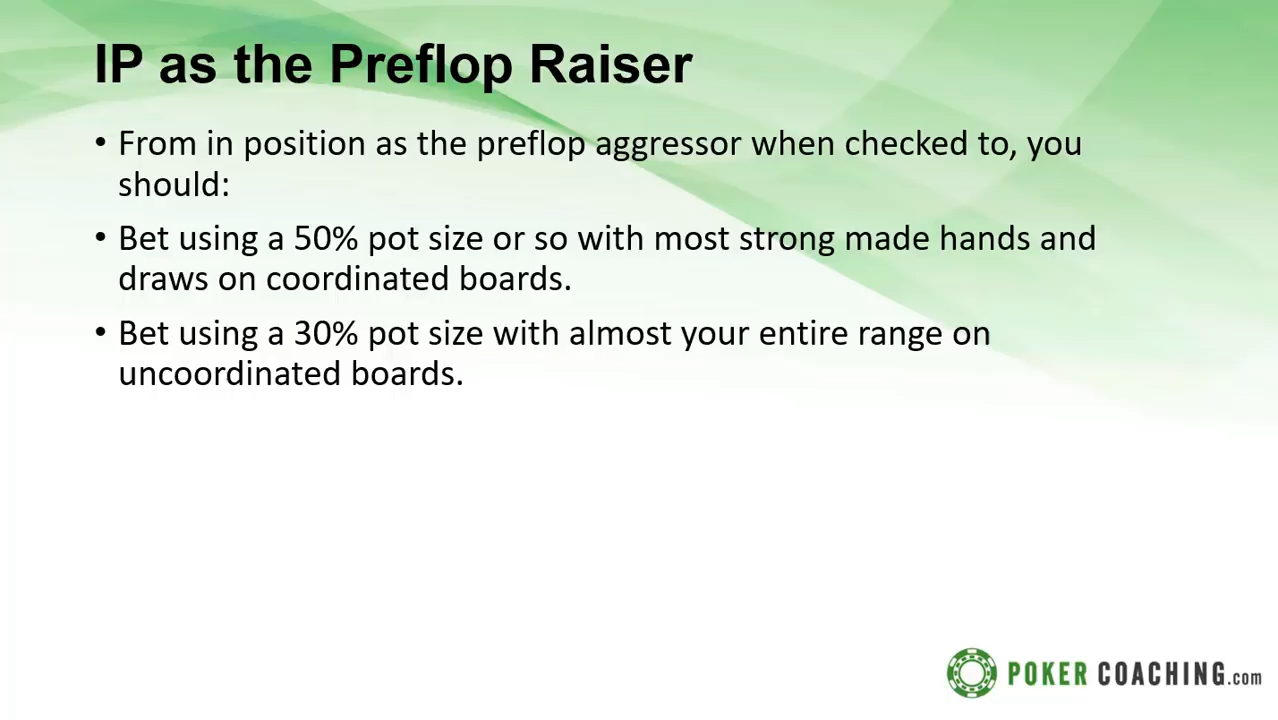 IP as the Preflop Raiser
• From in position as the preflop aggressor when checked to, you
should:
• Bet using a 50% pot size or so with most strong made hands and
draws on coordinated boards.
• Bet using a 30% pot size with almost your entire range on
uncoordinated boards.
POKER COACHING.com